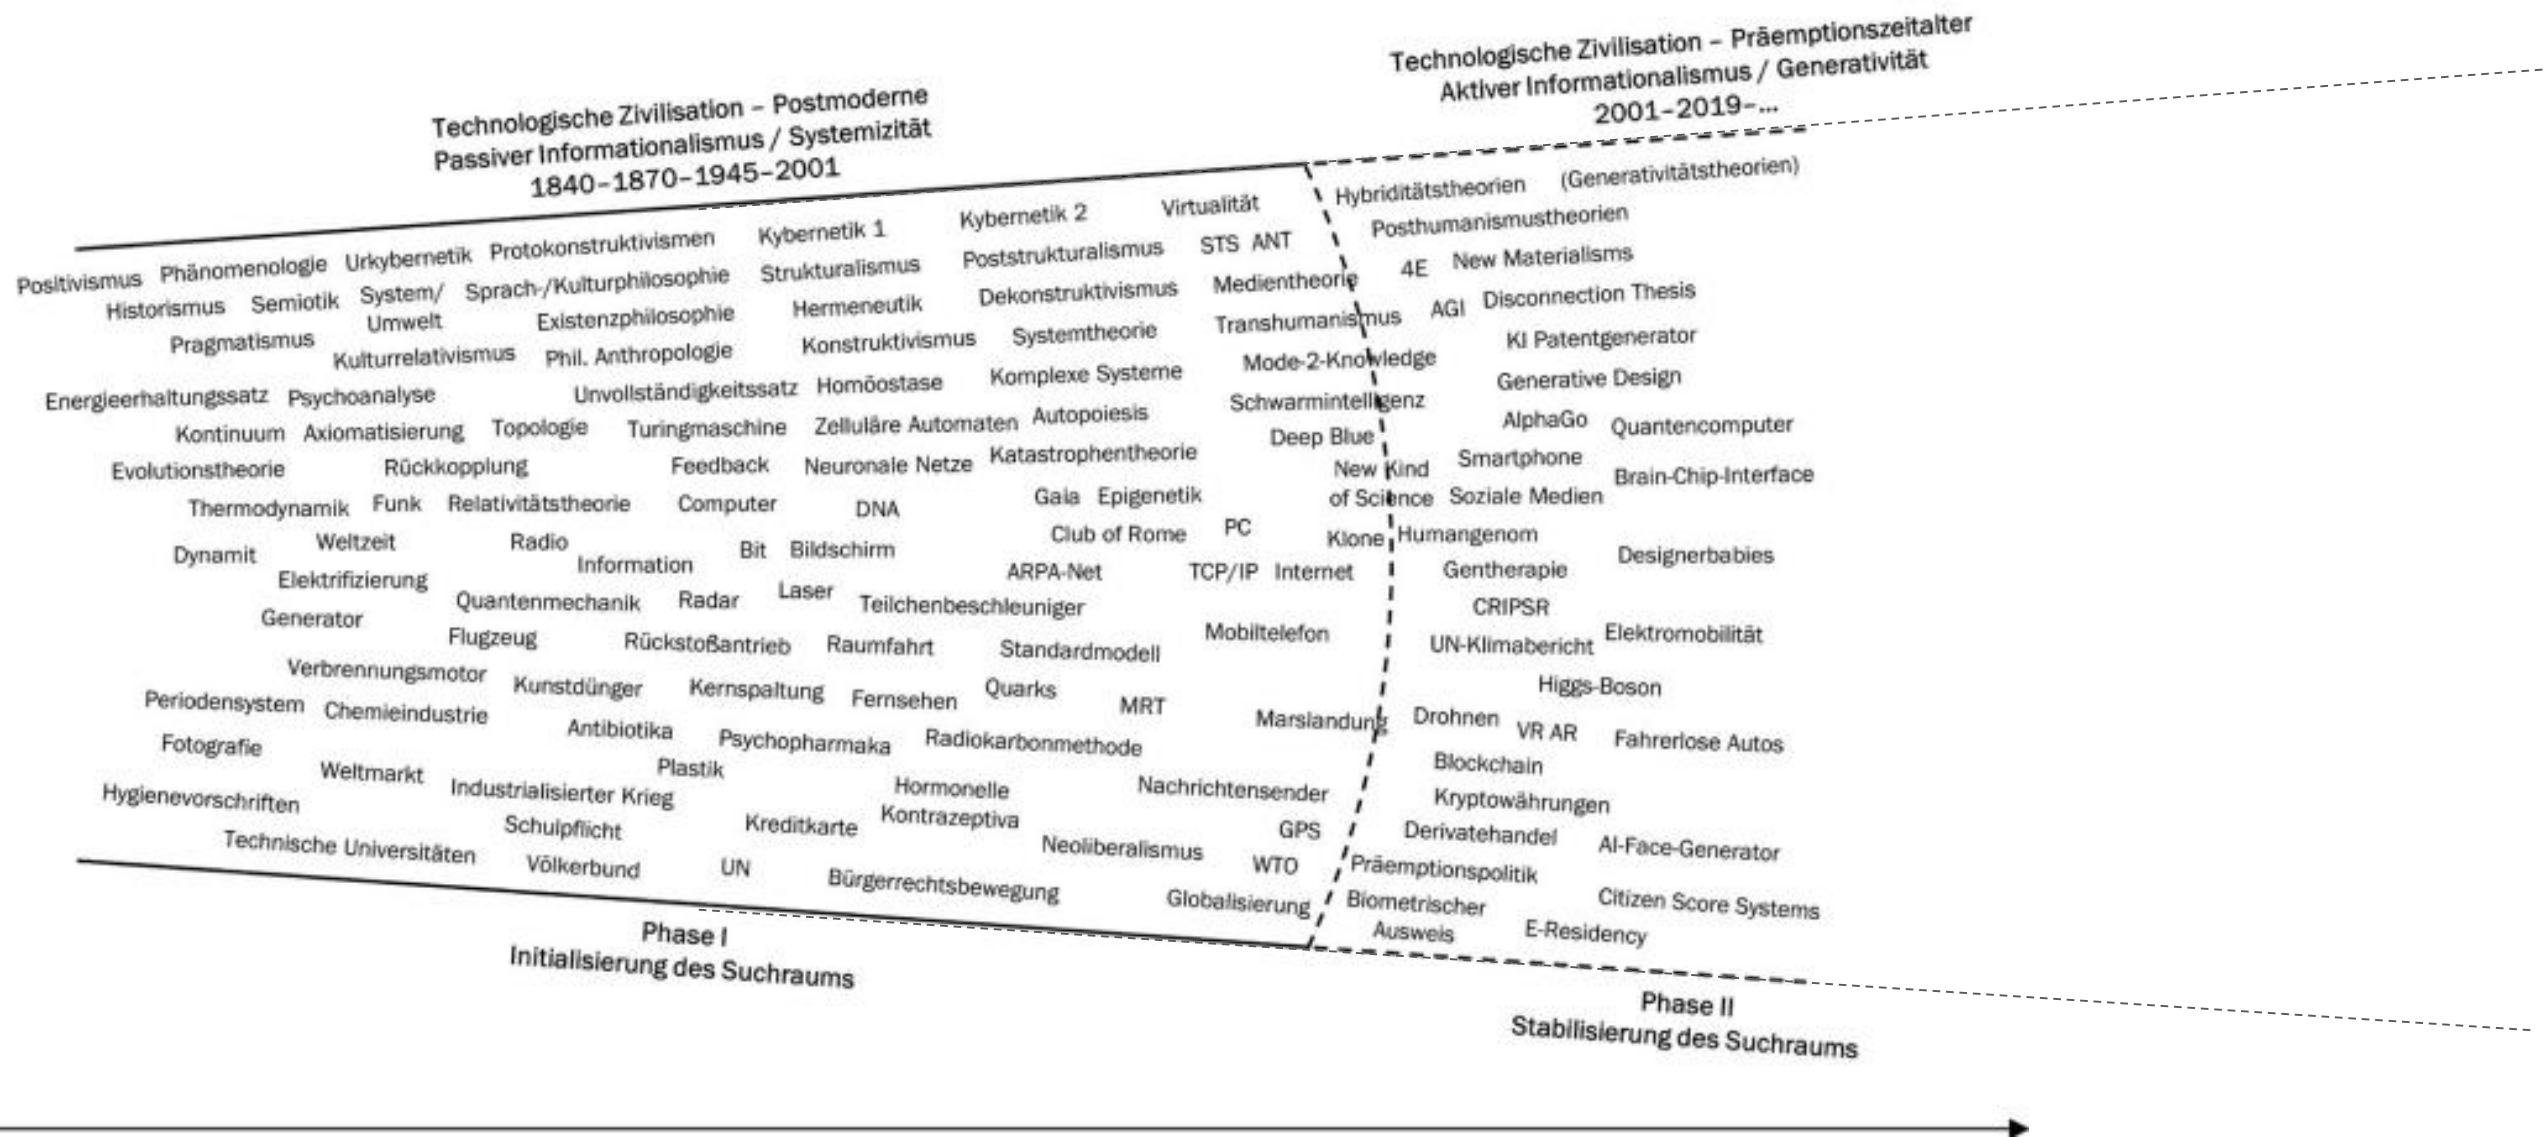 Technologische Zivilisation – Postmoderne
Passiver Informationalismus / Systemizität
1840–1870–1945–2001
Technologische Zivilisation – Präemptionszeitalter
Aktiver Informationalismus / Generativität
2001–2019–...
Positivismus Phänomenologie Urkybernetik Protokonstruktivismen Kybernetik 1 Kybernetik 2 Virtualität
Historismus Semiotik System/ Sprach-/Kulturphilosophie Strukturalismus Poststrukturalismus STS ANT
Umwelt
Pragmatismus Existenzphilosophie Hermeneutik Dekonstruktivismus Medientheorie
Kulturrelativismus Phil. Anthropologie Konstruktivismus Systemtheorie Transhumanismus
Mode-2-Knowledge
Energieerhaltungssatz Psychoanalyse Unvollständigkeitssatz Homöostase Komplexe Systeme Schwarmintelligenz
Kontinuum Axiomatisierung Topologie Turingmaschine Zelluläre Automaten Autopoiesis Deep Blue
Evolutionstheorie Rückkopplung Feedback Neuronale Netze Katastrophentheorie New Kind
of Science
Thermodynamik Funk Relativitätstheorie Computer DNA Gaia Epigenetik
Club of Rome PC Klone
Dynamit Weltzeit Radio Information Bit Bildschirm
ARPA-Net TCP/IP Internet
Elektrifizierung Quantenmechanik Radar Laser Teilchenbeschleuniger
Generator Flugzeug Rückstoßantrieb Raumfahrt Standardmodell Mobiltelefon
Verbrennungsmotor Kunstdünger Kernspaltung Fernsehen Quarks MRT
Periodensystem Chemieindustrie Antibiotika Psychopharmaka Radiokarbonmethode Marslandung
Fotografie Weltmarkt Plastik
Hygienevorschriften Industrialisierter Krieg Hormonelle Nachrichtensender
Kontrazeptiva
Schulpflicht Kreditkarte GPS
Technische Universitäten Völkerbund UN Neoliberalismus WTO
Bürgerrechtsbewegung Globalisierung
Hybriditätstheorien (Generativitätstheorien)
Posthumanismustheorien
4E New Materialisms
AGI Disconnection Thesis
KI Patentgenerator
Generative Design
AlphaGo Quantencomputer
Smartphone Brain-Chip-Interface
Soziale Medien
Humangenom Designerbabies
Gentherapie
CRIPSR
UN-Klimabericht Elektromobilität
Higgs-Boson
Drohnen VR AR Fahrerlose Autos
Blockchain
Kryptowährungen
Derivatehandel AI-Face-Generator
Präemptionspolitik
Biometrischer Citizen Score Systems
Ausweis E-Residency
Phase I
Initialisierung des Suchraums
Phase II
Stabilisierung des Suchraums